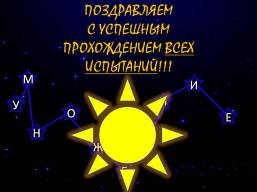 ПОЗДРАВЛЯЕМ
С УСПЕШНЫМ
ПРОХОЖДЕНИЕМ ВСЕХ
ИСПЫТАНИЙ!!!
У М Н О Ж
И Е